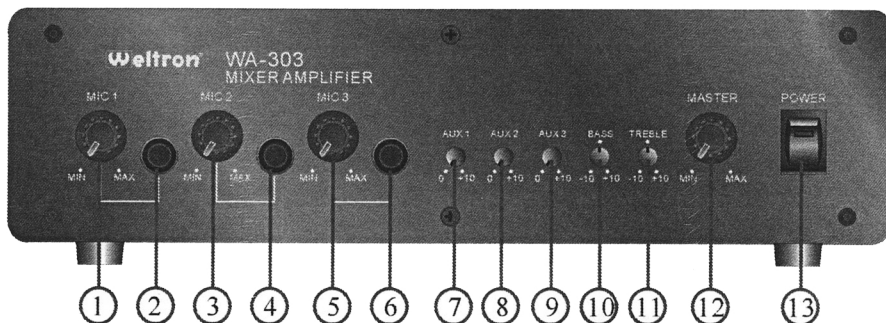 Weltron WA-303
MIXER AMPLIFIER
MIC 1 MIC 2 MIC 3 MASTER POWER
AUX 1 AUX 2 AUX 3 BASS TREBLE
MIN MAX MIN MAX MIN MAX 0 +10 0 +10 0 +10 -10 +10 -10 +10 MIN MAX
1 2 3 4 5 6 7 8 9 10 11 12 13